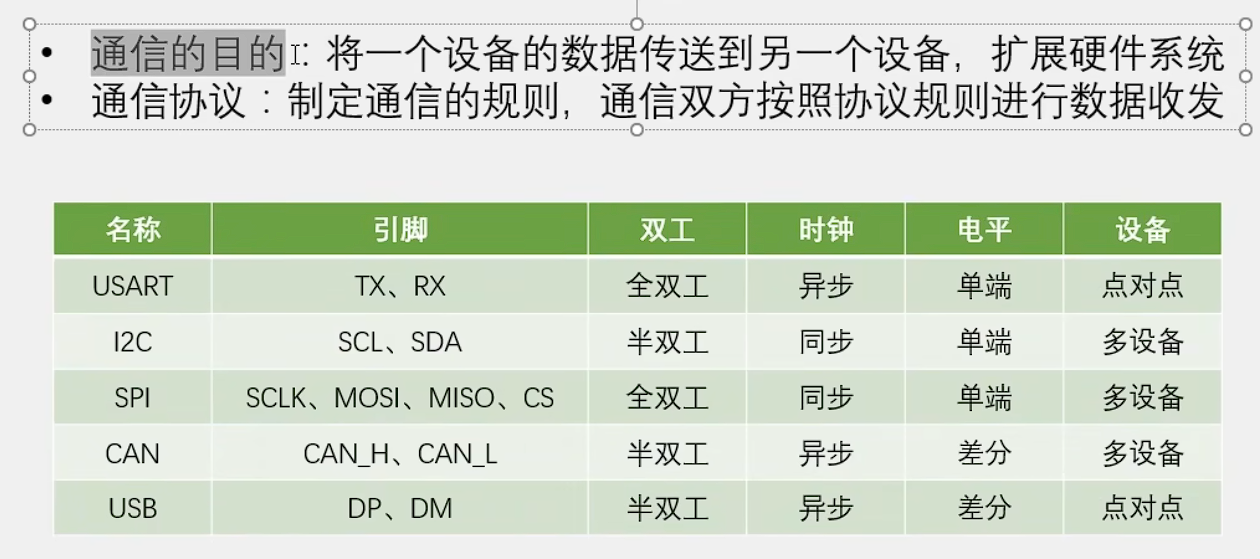 • 通信的目的：将一个设备的数据传送到另一个设备，扩展硬件系统
• 通信协议：制定通信的规则，通信双方按照协议规则进行数据收发
名称 引脚 双工 时钟 电平 设备
USART TX、RX 全双工 异步 单端 点对点
I2C SCL、SDA 半双工 同步 单端 多设备
SPI SCLK、MOSI、MISO、CS 全双工 同步 单端 多设备
CAN CAN_H、CAN_L 半双工 异步 差分 多设备
USB DP、DM 半双工 异步 差分 点对点